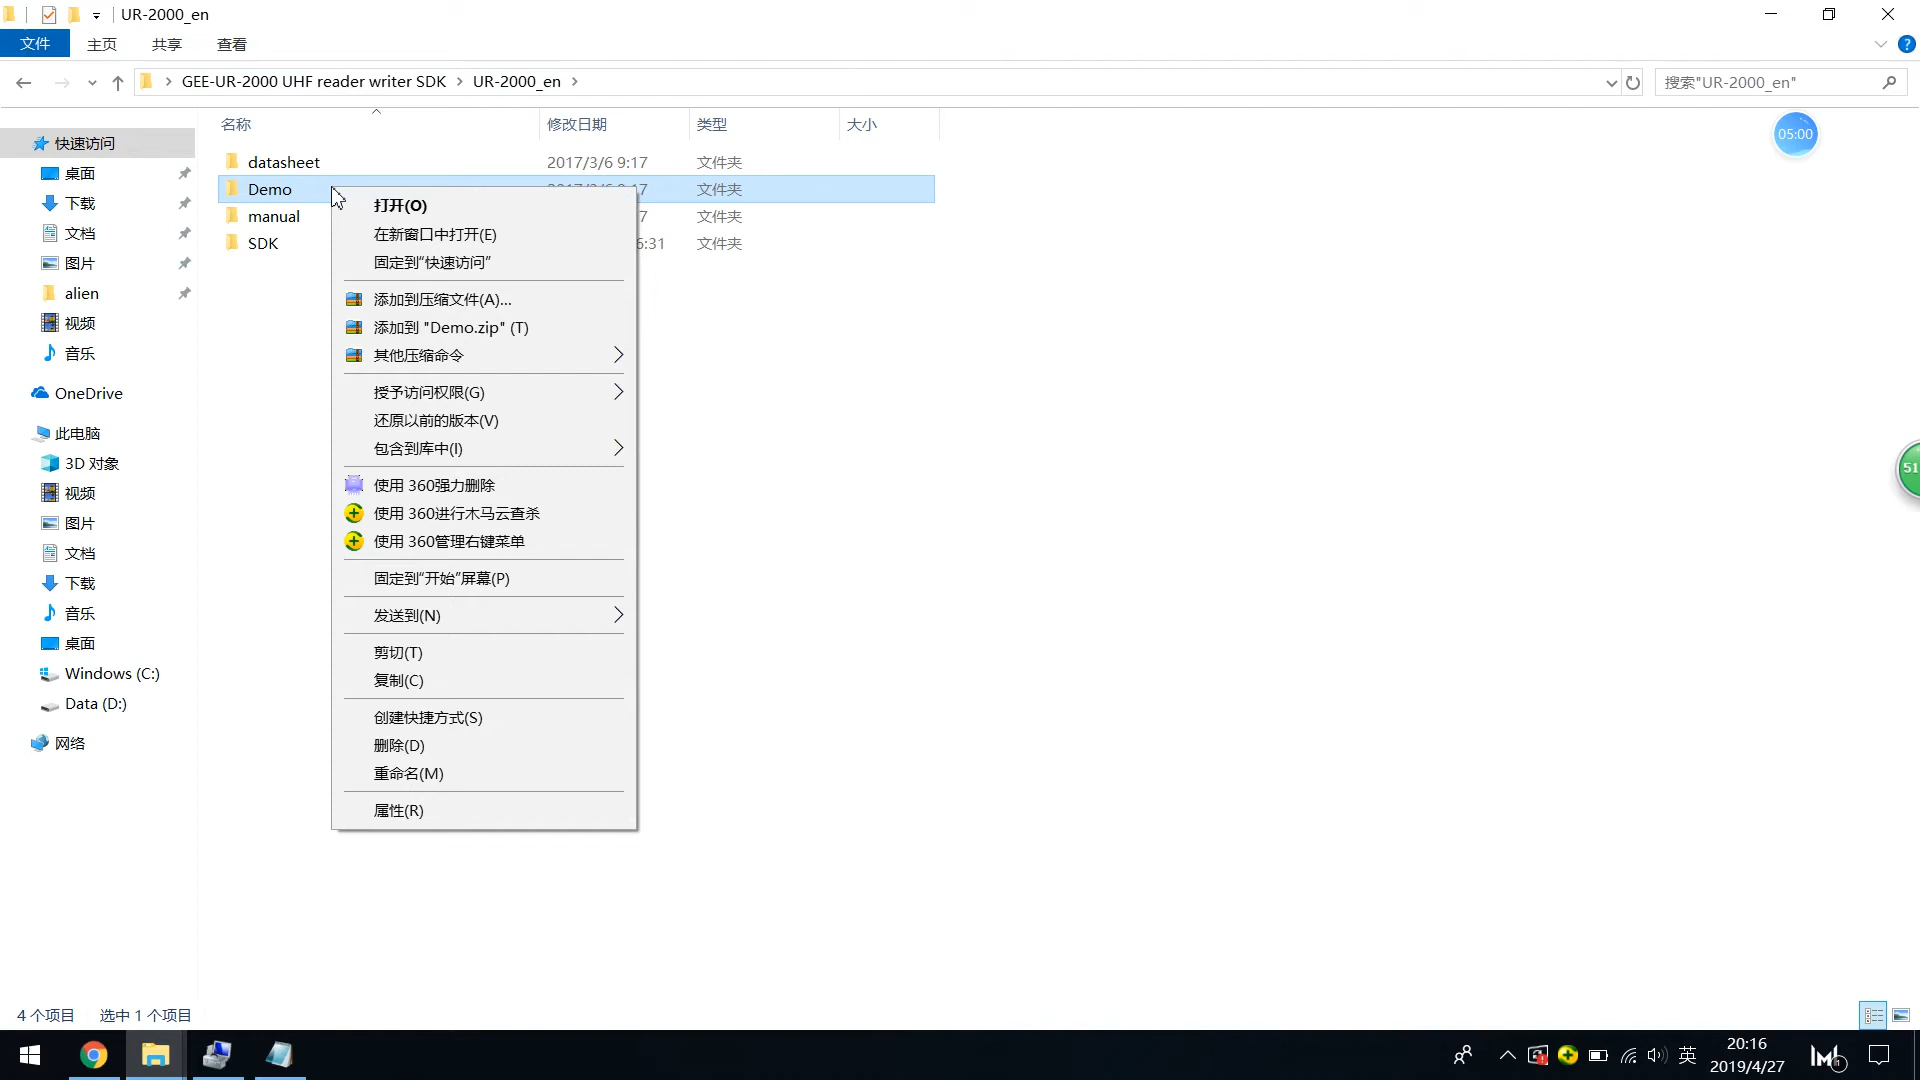 UR-2000_en
文件 主页 共享 查看
GEE-UR-2000 UHF reader writer SDK UR-2000_en
搜索"UR-2000_en"
名称 修改日期 类型 大小
05:00
datasheet 2017/3/6 9:17 文件夹
Demo 文件夹
manual 7 文件夹
SDK 6:31 文件夹
快速访问
桌面
下载
文档
图片
alien
视频
音乐
OneDrive
此电脑
3D 对象
视频
图片
文档
下载
音乐
桌面
Windows (C:)
Data (D:)
网络
打开(O)
在新窗口中打开(E)
固定到"快速访问"
添加到压缩文件(A)...
添加到 "Demo.zip" (T)
其他压缩命令
授予访问权限(G)
还原以前的版本(V)
包含到库中(I)
使用 360强力删除
使用 360进行木马云查杀
使用 360管理右键菜单
固定到"开始"屏幕(P)
发送到(N)
剪切(T)
复制(C)
创建快捷方式(S)
删除(D)
重命名(M)
属性(R)
51
4 个项目 选中 1 个项目
英
20:16
2019/4/27